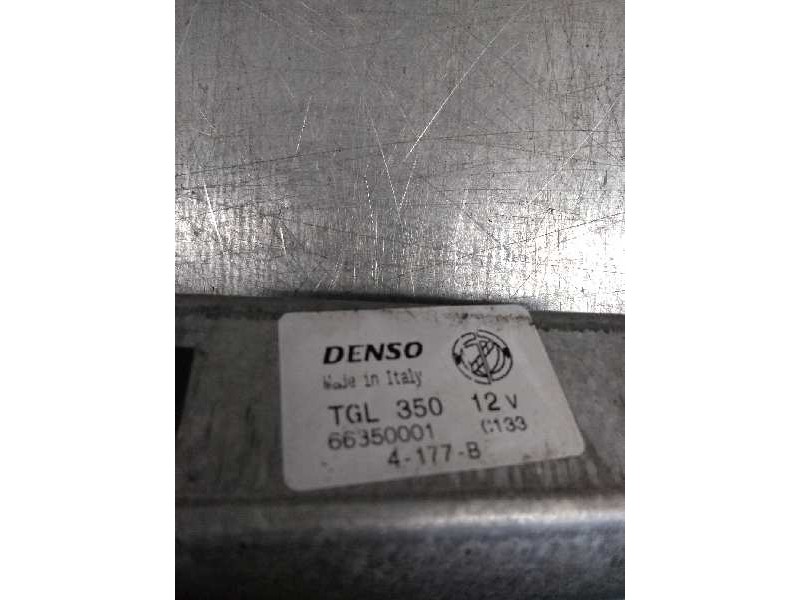 DENSO
Made in Italy
TGL 350 12 V
66350001 C133
4-177-B